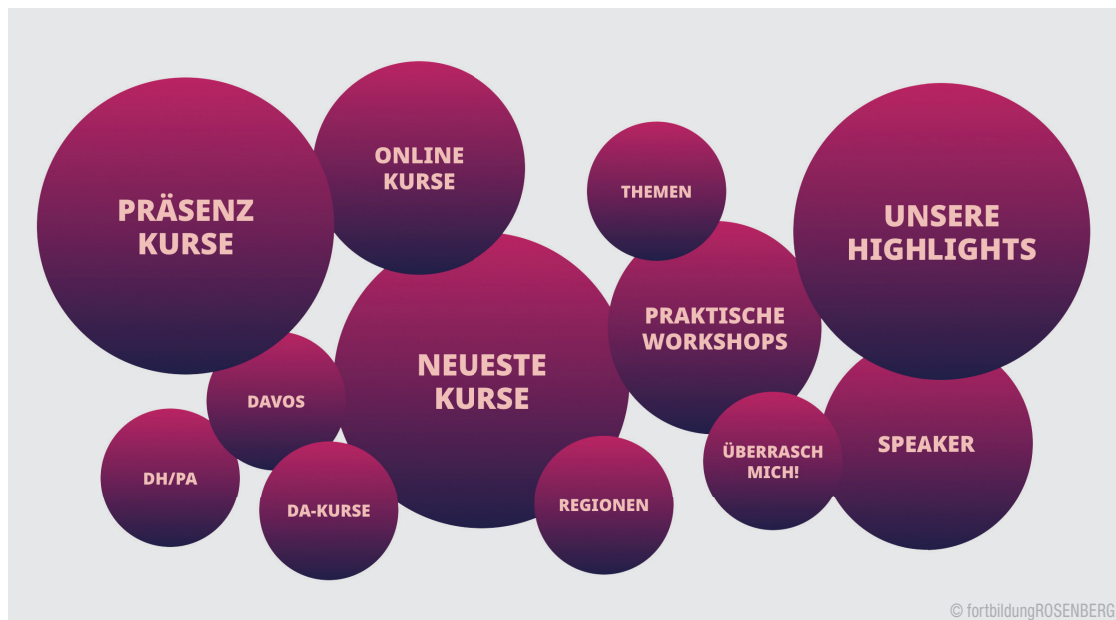 ONLINE
KURSE
PRÄSENZ
KURSE
THEMEN
UNSERE
HIGHLIGHTS
PRAKTISCHE
WORKSHOPS
NEUESTE
KURSE
DAVOS
DH/PA
DA-KURSE
REGIONEN
ÜBERRASCH
MICH!
SPEAKER
© fortbildungROSENBERG